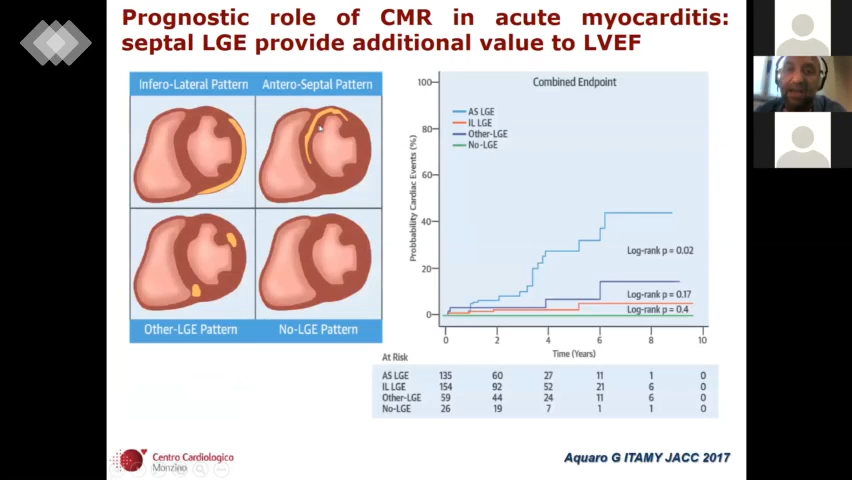 Prognostic role of CMR in acute myocarditis:
septal LGE provide additional value to LVEF
Infero-Lateral Pattern
Antero-Septal Pattern
Other-LGE Pattern
No-LGE Pattern
Combined Endpoint
AS LGE
IL LGE
Other-LGE
No-LGE
Probbability Cardiac Events (%)
100
80
60
40
20
0
Log-rank p = 0.02
Log-rank p = 0.17
Log-rank p = 0.4
0 2 4 6 8 10
Time (Years)
At Risk
AS LGE 135 60 27 11 1 0
IL LGE 154 92 52 21 6 0
Other-LGE 59 44 24 11 6 0
No-LGE 26 19 7 1 1 0
Centro Cardiologico
Monzino
Aquaro G ITAMY JACC 2017